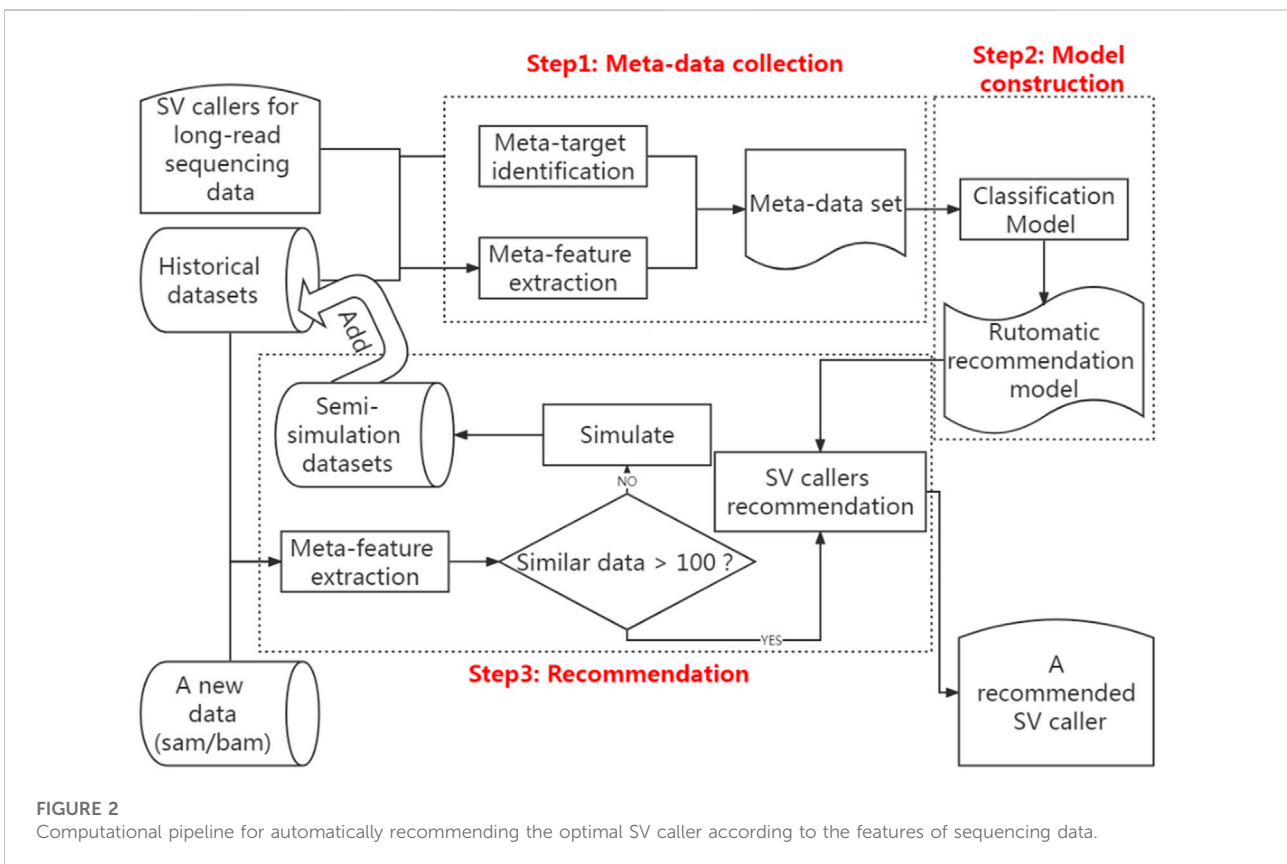 Step1: Meta-data collection
Step2: Model
construction
SV callers for
long-read
sequencing
data
Meta-target
identification
Meta-data set
Classification
Model
Historical
datasets
Meta-feature
extraction
Add
Rutomatic
recommendation
model
Semi-
simulation
datasets
Simulate
SV callers
recommendation
NO
Meta-feature
extraction
Similar data > 100 ?
YES
Step3: Recommendation
A new
data
(sam/bam)
A
recommended
SV caller
FIGURE 2
Computational pipeline for automatically recommending the optimal SV caller according to the features of sequencing data.